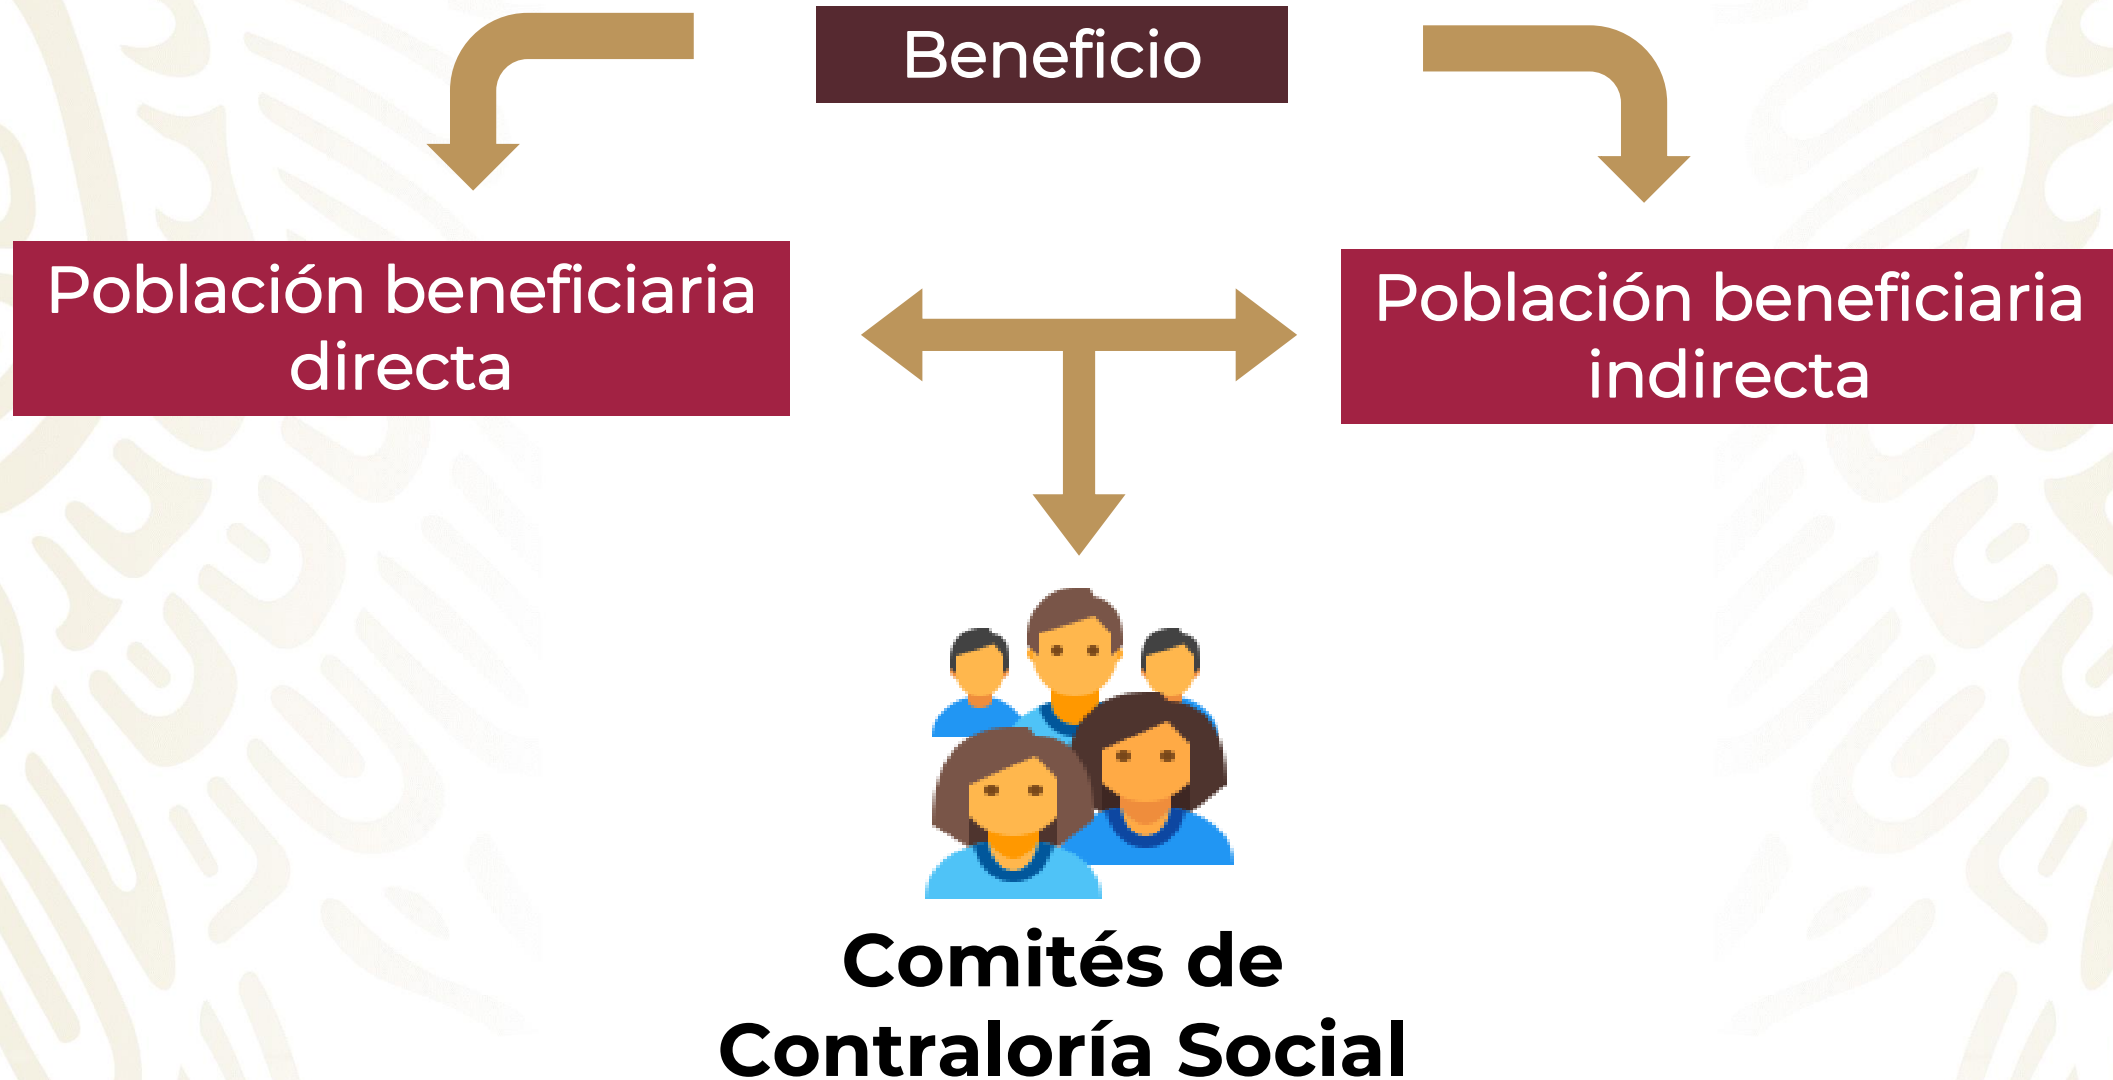 Beneficio
Población beneficiaria
directa
Población beneficiaria
indirecta
Comités de
Contraloría Social